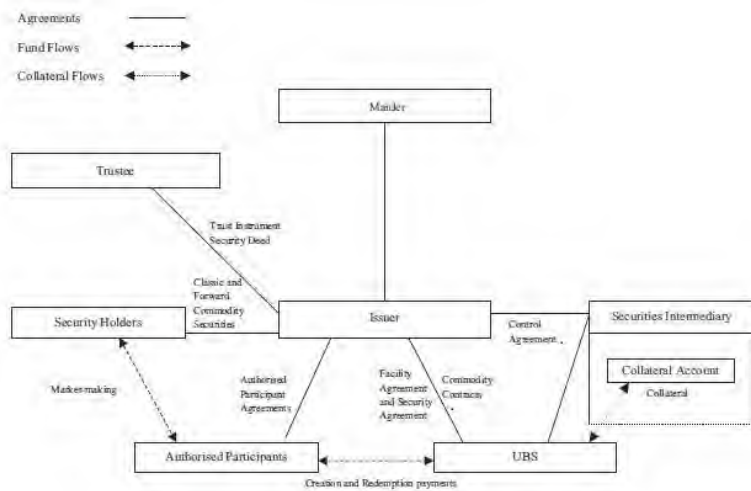 Agreements
Fund Flows
Collateral Flows
Trustee
Trust Instrument
Security Deed
Classic and
Forward
Commodity
Securities
Security Holders
Issuer
Control
Agreement
Securities Intermediary
Collateral Account
Collateral
Market-making
Authorised
Participant
Agreements
Facility
Agreement
and Security
Agreement
Commodity
Contracts
Authorised Participants
UBS
Creation and Redemption payments